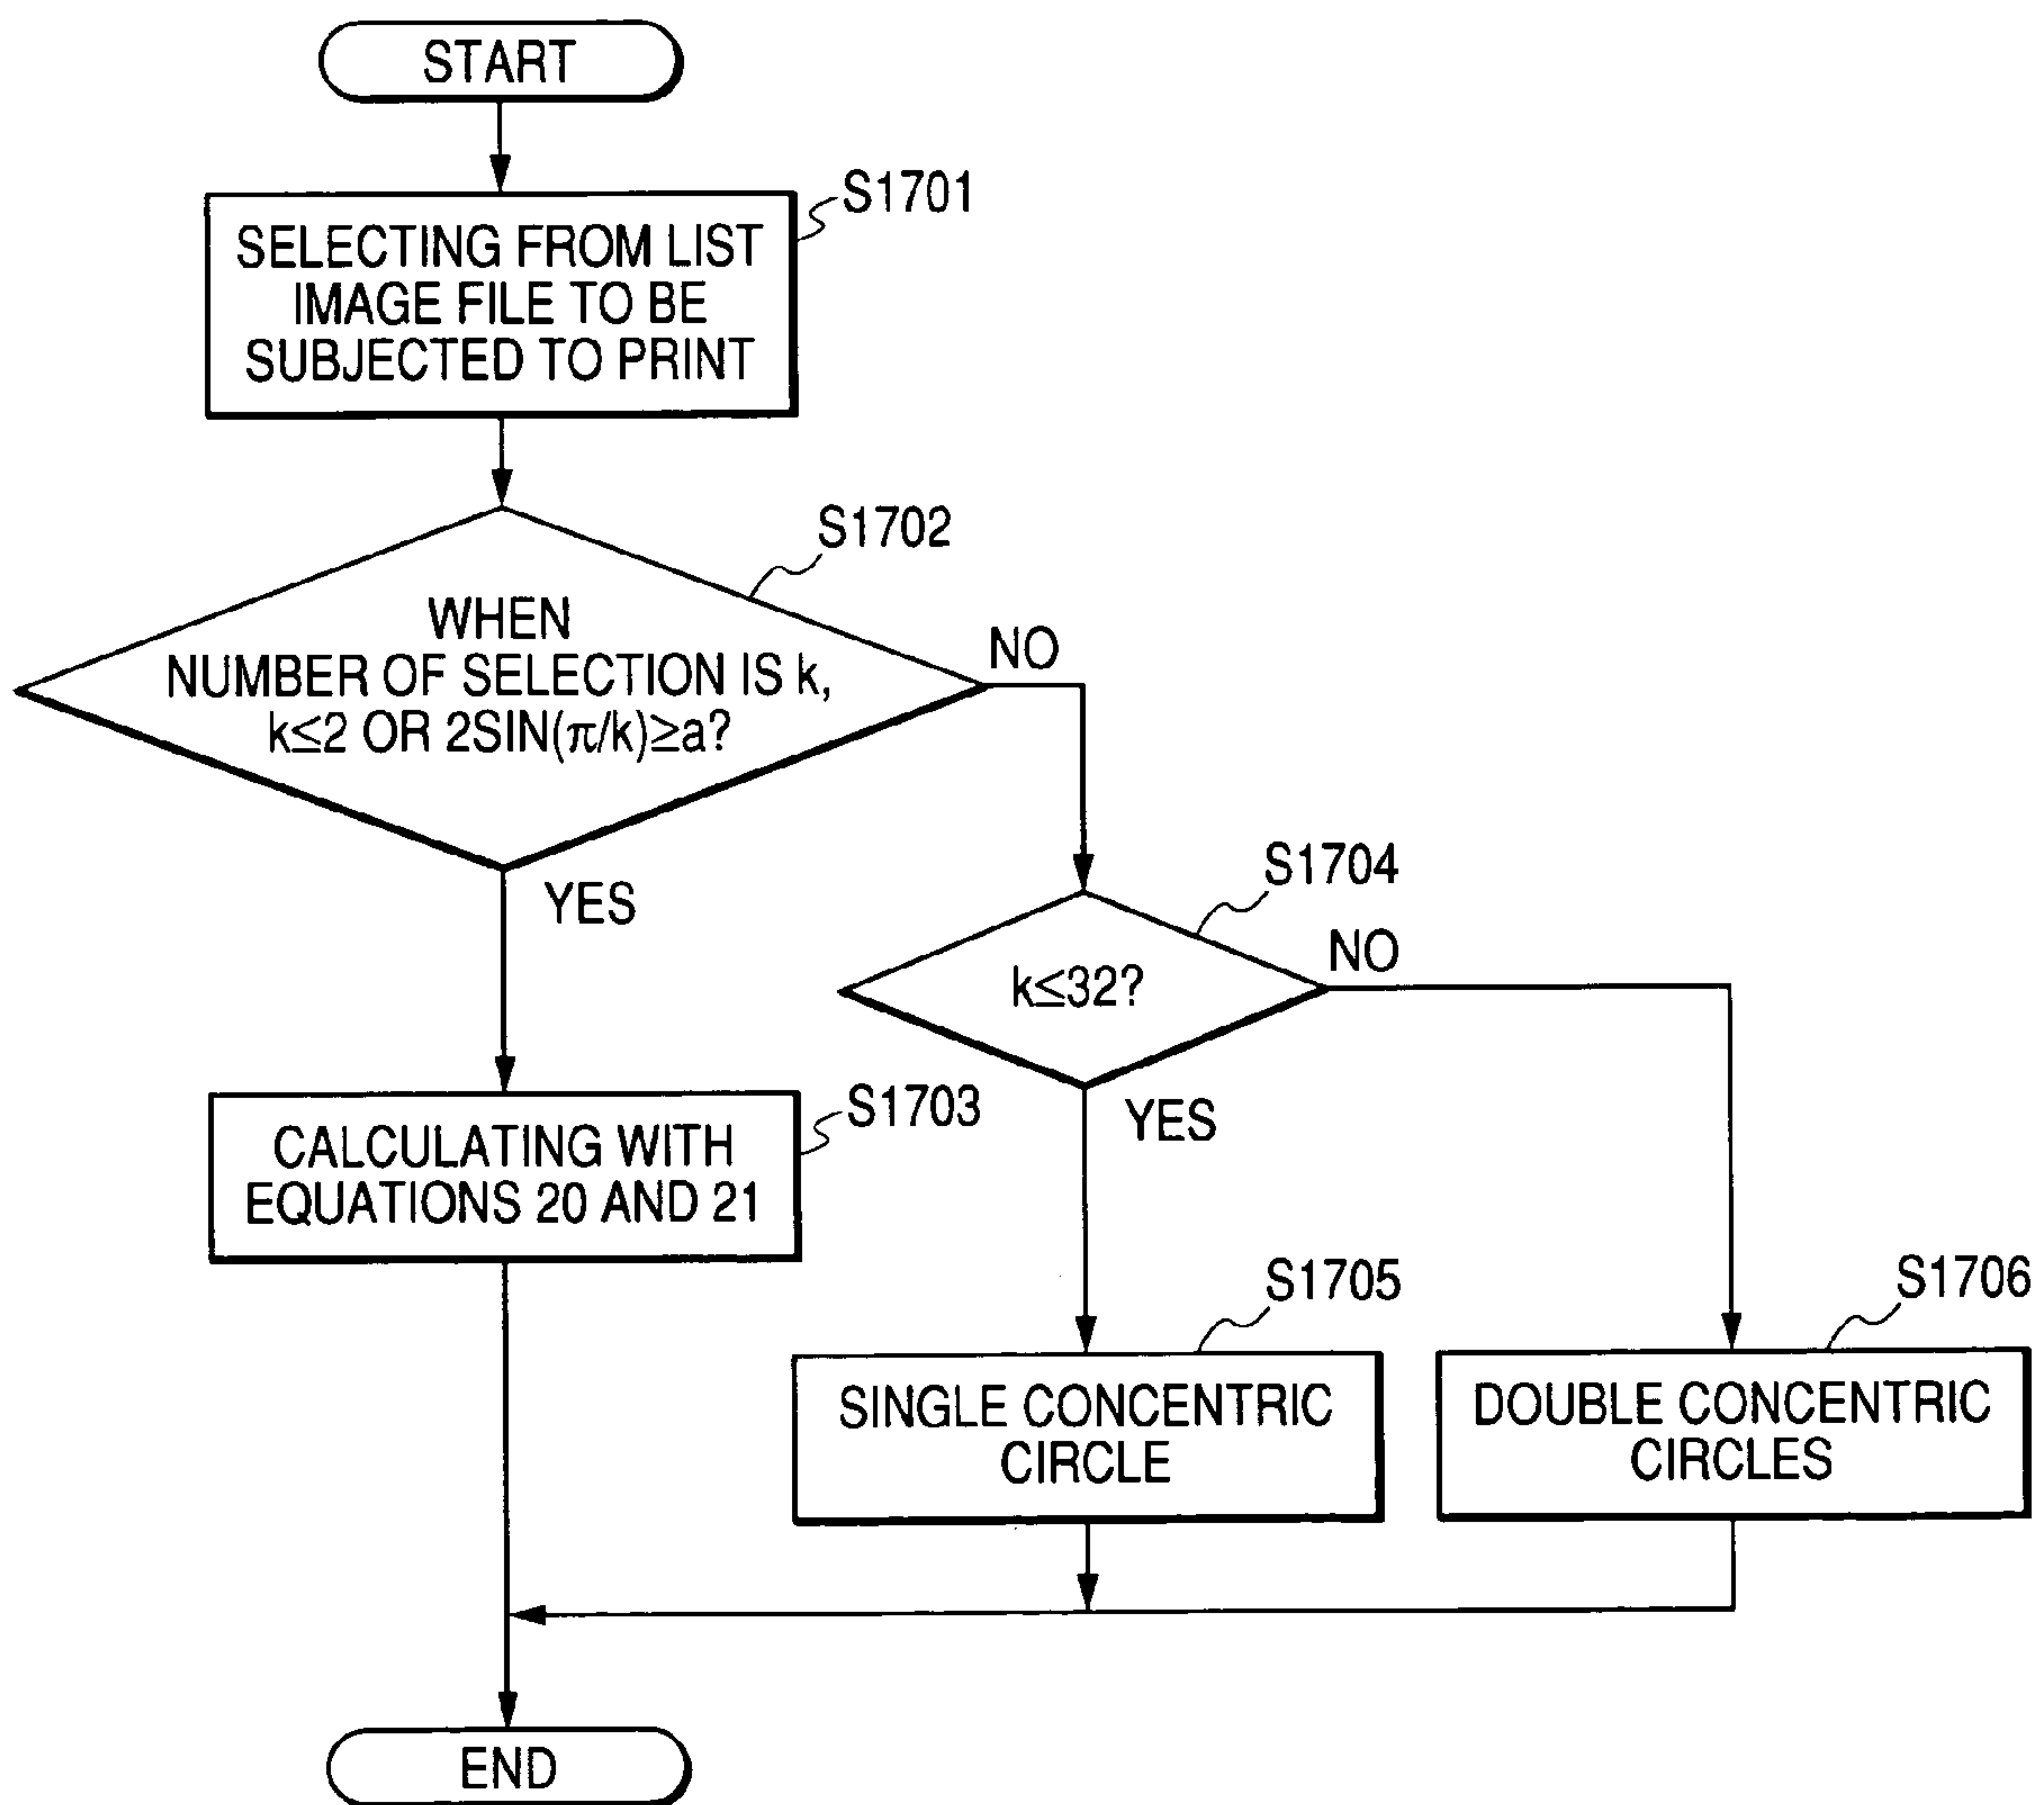 START
S1701
SELECTING FROM LIST
IMAGE FILE TO BE
SUBJECTED TO PRINT
S1702
WHEN
NUMBER OF SELECTION IS k,
k≤2 OR 2SIN(π/k)≥a?
NO
YES
S1704
k≤32?
NO
YES
S1703
CALCULATING WITH
EQUATIONS 20 AND 21
S1705
SINGLE CONCENTRIC
CIRCLE
S1706
DOUBLE CONCENTRIC
CIRCLES
END